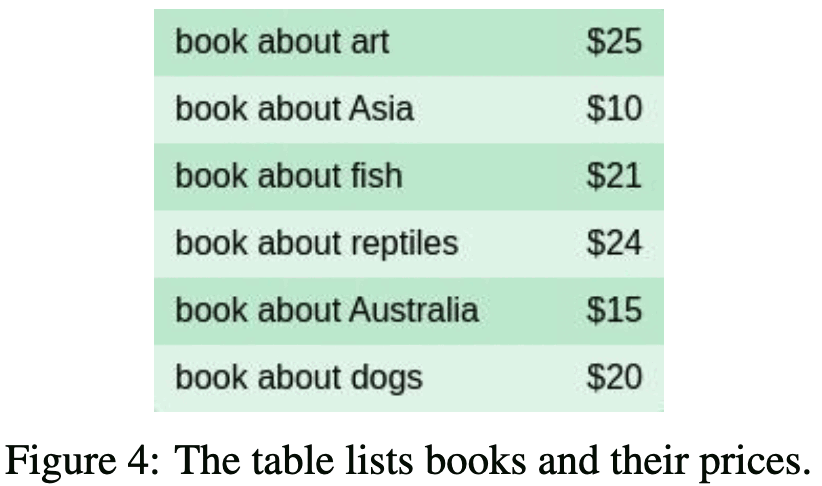 book about art $25
book about Asia $10
book about fish $21
book about reptiles $24
book about Australia $15
book about dogs $20
Figure 4: The table lists books and their prices.